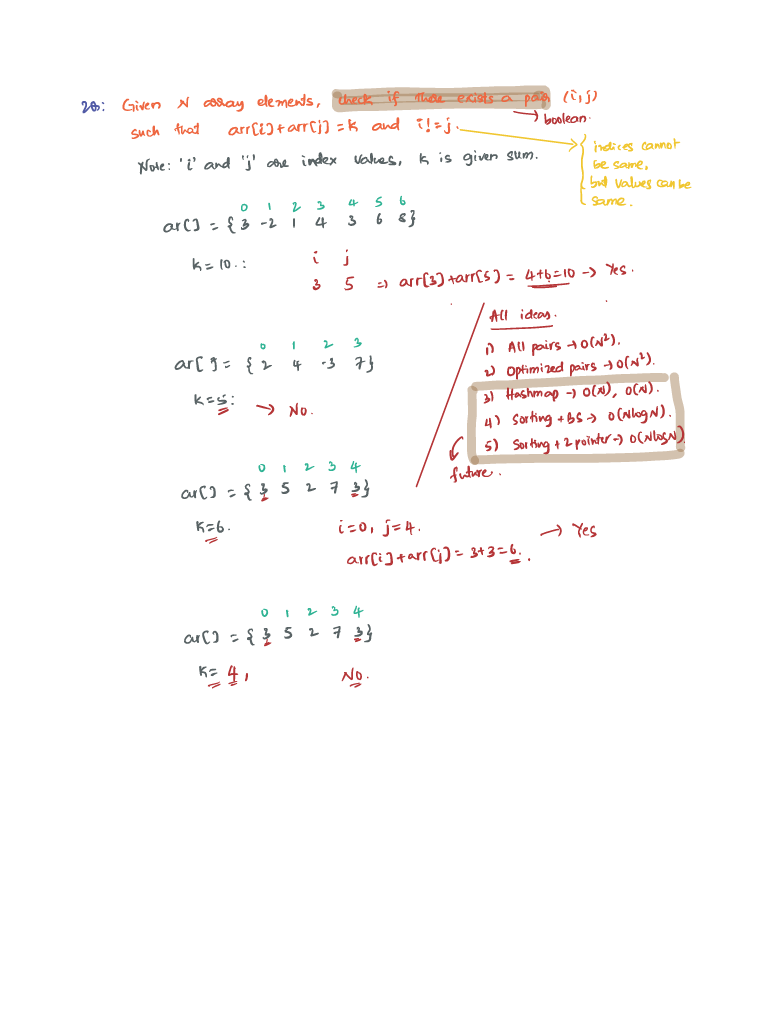 2Q: Given N array elements, check if there exists a pair (i,j)
→ boolean.
such that arr[i]+arr[j] = K and i!=j.
indices cannot
be same,
but values can be
same.
Note: 'i' and 'j' are index values, K is given sum.
0 1 2 3 4 5 6
ar[] = {3 -2 1 4 3 6 8}
K=10.: i j
3 5 => arr[3]+arr[5] = 4+6=10 → Yes.
All ideas.
1) All pairs → O(N²).
2) Optimized pairs → O(N²).
3) Hashmap → O(N), O(N).
4) Sorting + BS → O(NlogN).
5) Sorting + 2 pointer → O(NlogN)
future.
0 1 2 3
ar[] = {2 4 -3 7}
K=5: → No.
0 1 2 3 4
ar[] = {3 5 2 7 3}
K=6. i=0, j=4.
arr[i]+arr[j] = 3+3=6. → Yes
0 1 2 3 4
ar[] = {3 5 2 7 3}
K= 4, No.